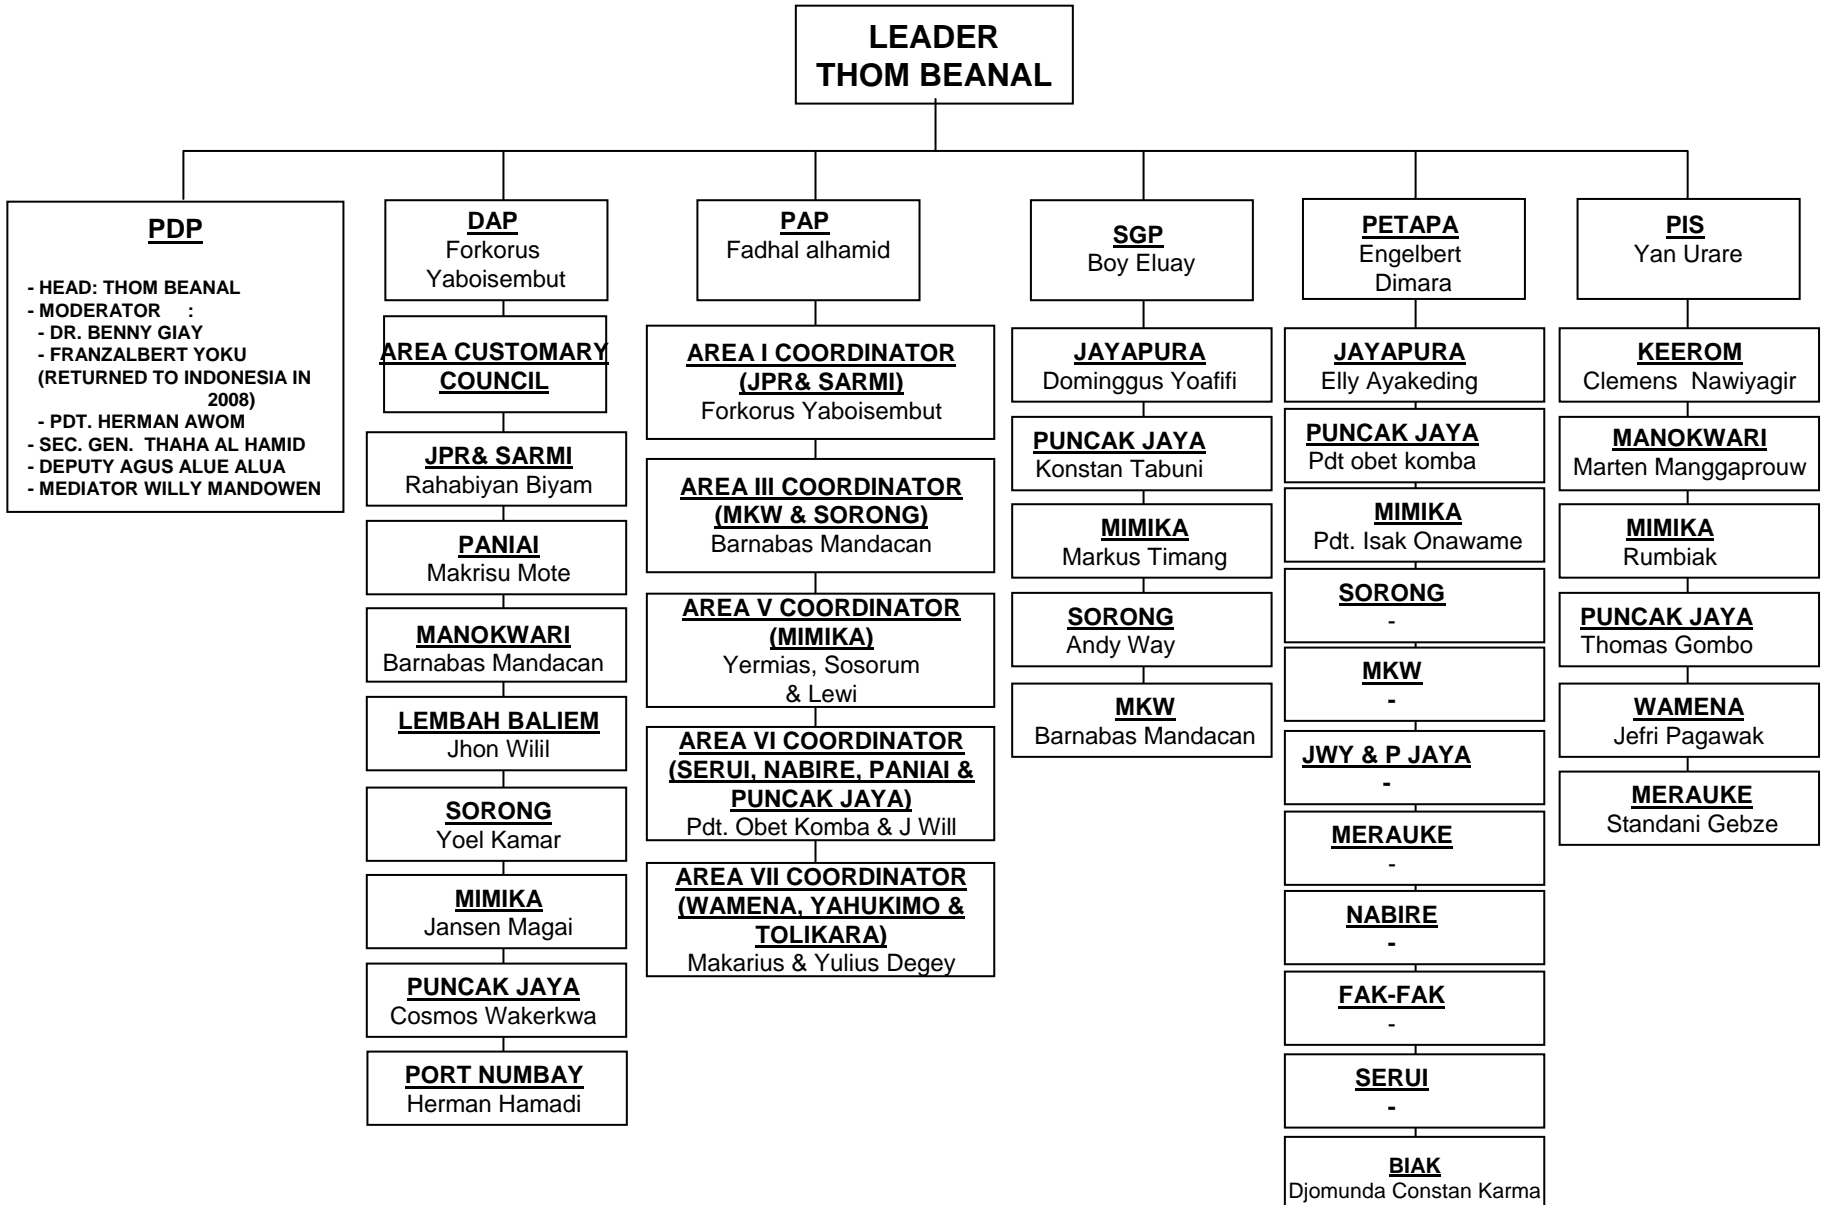 LEADER
THOM BEANAL
PDP
- HEAD: THOM BEANAL
- MODERATOR :
- DR. BENNY GIAY
- FRANZALBERT YOKU
(RETURNED TO INDONESIA IN
2008)
- PDT. HERMAN AWOM
- SEC. GEN. THAHA AL HAMID
- DEPUTY AGUS ALUE ALUA
- MEDIATOR WILLY MANDOWEN
DAP
Forkorus
Yaboisembut
AREA CUSTOMARY
COUNCIL
JPR& SARMI
Rahabiyan Biyam
PANIAI
Makrisu Mote
MANOKWARI
Barnabas Mandacan
LEMBAH BALIEM
Jhon Wilil
SORONG
Yoel Kamar
MIMIKA
Jansen Magai
PUNCAK JAYA
Cosmos Wakerkwa
PORT NUMBAY
Herman Hamadi
PAP
Fadhal alhamid
AREA I COORDINATOR
(JPR& SARMI)
Forkorus Yaboisembut
AREA III COORDINATOR
(MKW & SORONG)
Barnabas Mandacan
AREA V COORDINATOR
(MIMIKA)
Yermias, Sosorum
& Lewi
AREA VI COORDINATOR
(SERUI, NABIRE, PANIAI &
PUNCAK JAYA)
Pdt. Obet Komba & J Will
AREA VII COORDINATOR
(WAMENA, YAHUKIMO &
TOLIKARA)
Makarius & Yulius Degey
SGP
Boy Eluay
JAYAPURA
Dominggus Yoafifi
PUNCAK JAYA
Konstan Tabuni
MIMIKA
Markus Timang
SORONG
Andy Way
MKW
Barnabas Mandacan
PETAPA
Engelbert
Dimara
JAYAPURA
Elly Ayakeding
PUNCAK JAYA
Pdt obet komba
MIMIKA
Pdt. Isak Onawame
SORONG
-
MKW
-
JWY & P JAYA
-
MERAUKE
-
NABIRE
-
FAK-FAK
-
SERUI
-
BIAK
Djomunda Constan Karma
PIS
Yan Urare
KEEROM
Clemens Nawiyagir
MANOKWARI
Marten Manggaprouw
MIMIKA
Rumbiak
PUNCAK JAYA
Thomas Gombo
WAMENA
Jefri Pagawak
MERAUKE
Standani Gebze